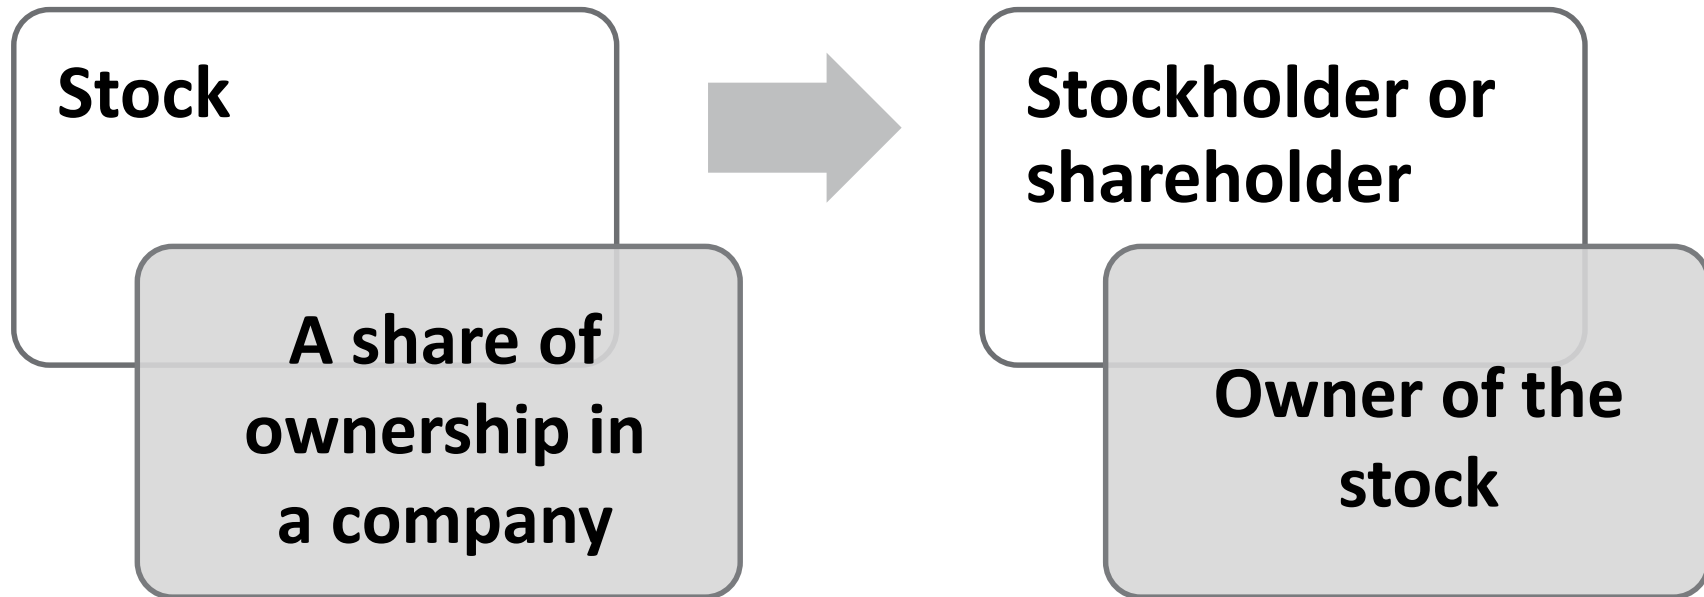 Stock
A share of
ownership in
a company
Stockholder or
shareholder
Owner of the
stock